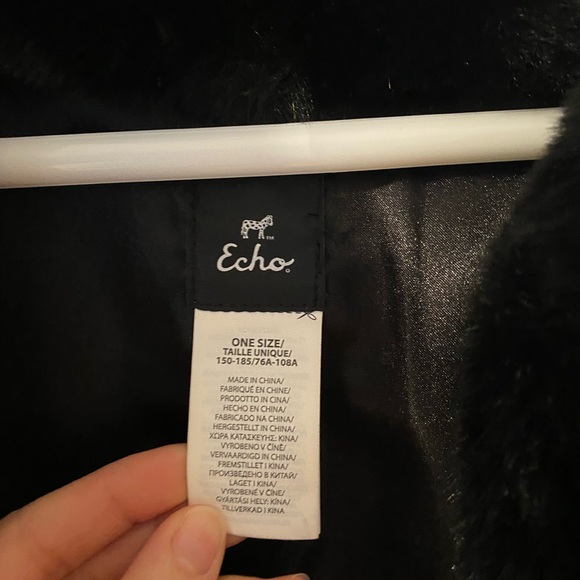 Echo
ONE SIZE/
TAILLE UNIQUE/
150-185/76A-108A
MADE IN CHINA/
FABRIQUÉ EN CHINE/
PRODOTTO IN CINA/
HECHO EN CHINA/
FABRICADO NA CHINA/
HERGESTELLT IN CHINA/
ΧΩΡΑ ΚΑΤΑΣΚΕΥΗΣ: ΚΙΝΑ/
VYROBENO V ČÍNĚ/
VERVAARDIGD IN CHINA/
FREMSTILLET I KINA/
ПРОИЗВЕДЕНО В КИТАЙ/
LAGET I KINA/
VYROBENÉ V ČÍNE/
GYÁRTÁSI HELY: KÍNA/
TILLVERKAD I KINA